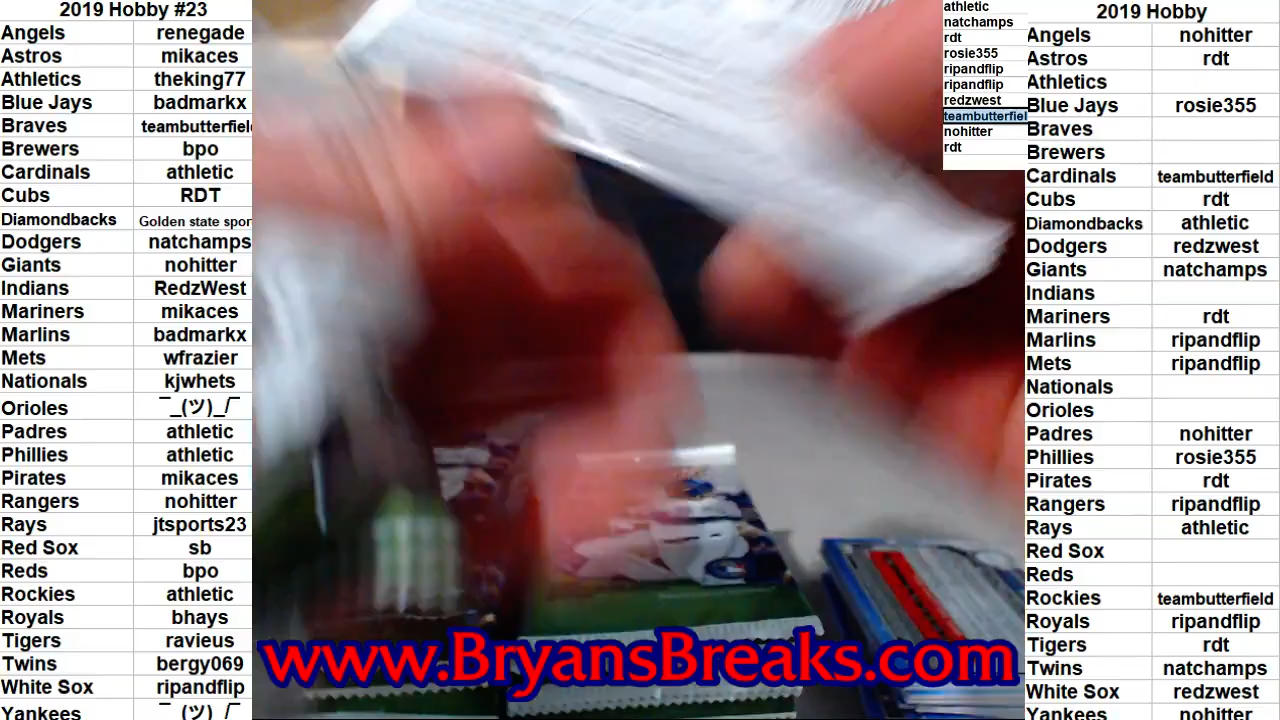 2019 Hobby #23
Angels renegade
Astros mikaces
Athletics theking77
Blue Jays badmarkx
Braves teambutterfiel
Brewers bpo
Cardinals athletic
Cubs RDT
Diamondbacks Golden state spor
Dodgers natchamps
Giants nohitter
Indians RedzWest
Mariners mikaces
Marlins badmarkx
Mets wfrazier
Nationals kjwhets
Orioles ¯_(ツ)_/¯
Padres athletic
Phillies athletic
Pirates mikaces
Rangers nohitter
Rays jtsports23
Red Sox sb
Reds bpo
Rockies athletic
Royals bhays
Tigers ravieus
Twins bergy069
White Sox ripandflip
Yankees ¯_(ツ)_/¯
athletic
natchamps
rdt
rosie355
ripandflip
ripandflip
redzwest
teambutterfiel
nohitter
rdt
2019 Hobby
Angels nohitter
Astros rdt
Athletics
Blue Jays rosie355
Braves
Brewers
Cardinals teambutterfield
Cubs rdt
Diamondbacks athletic
Dodgers redzwest
Giants natchamps
Indians
Mariners rdt
Marlins ripandflip
Mets ripandflip
Nationals
Orioles
Padres nohitter
Phillies rosie355
Pirates rdt
Rangers ripandflip
Rays athletic
Red Sox
Reds
Rockies teambutterfield
Royals ripandflip
Tigers rdt
Twins natchamps
White Sox redzwest
Yankees nohitter
www.BryansBreaks.com